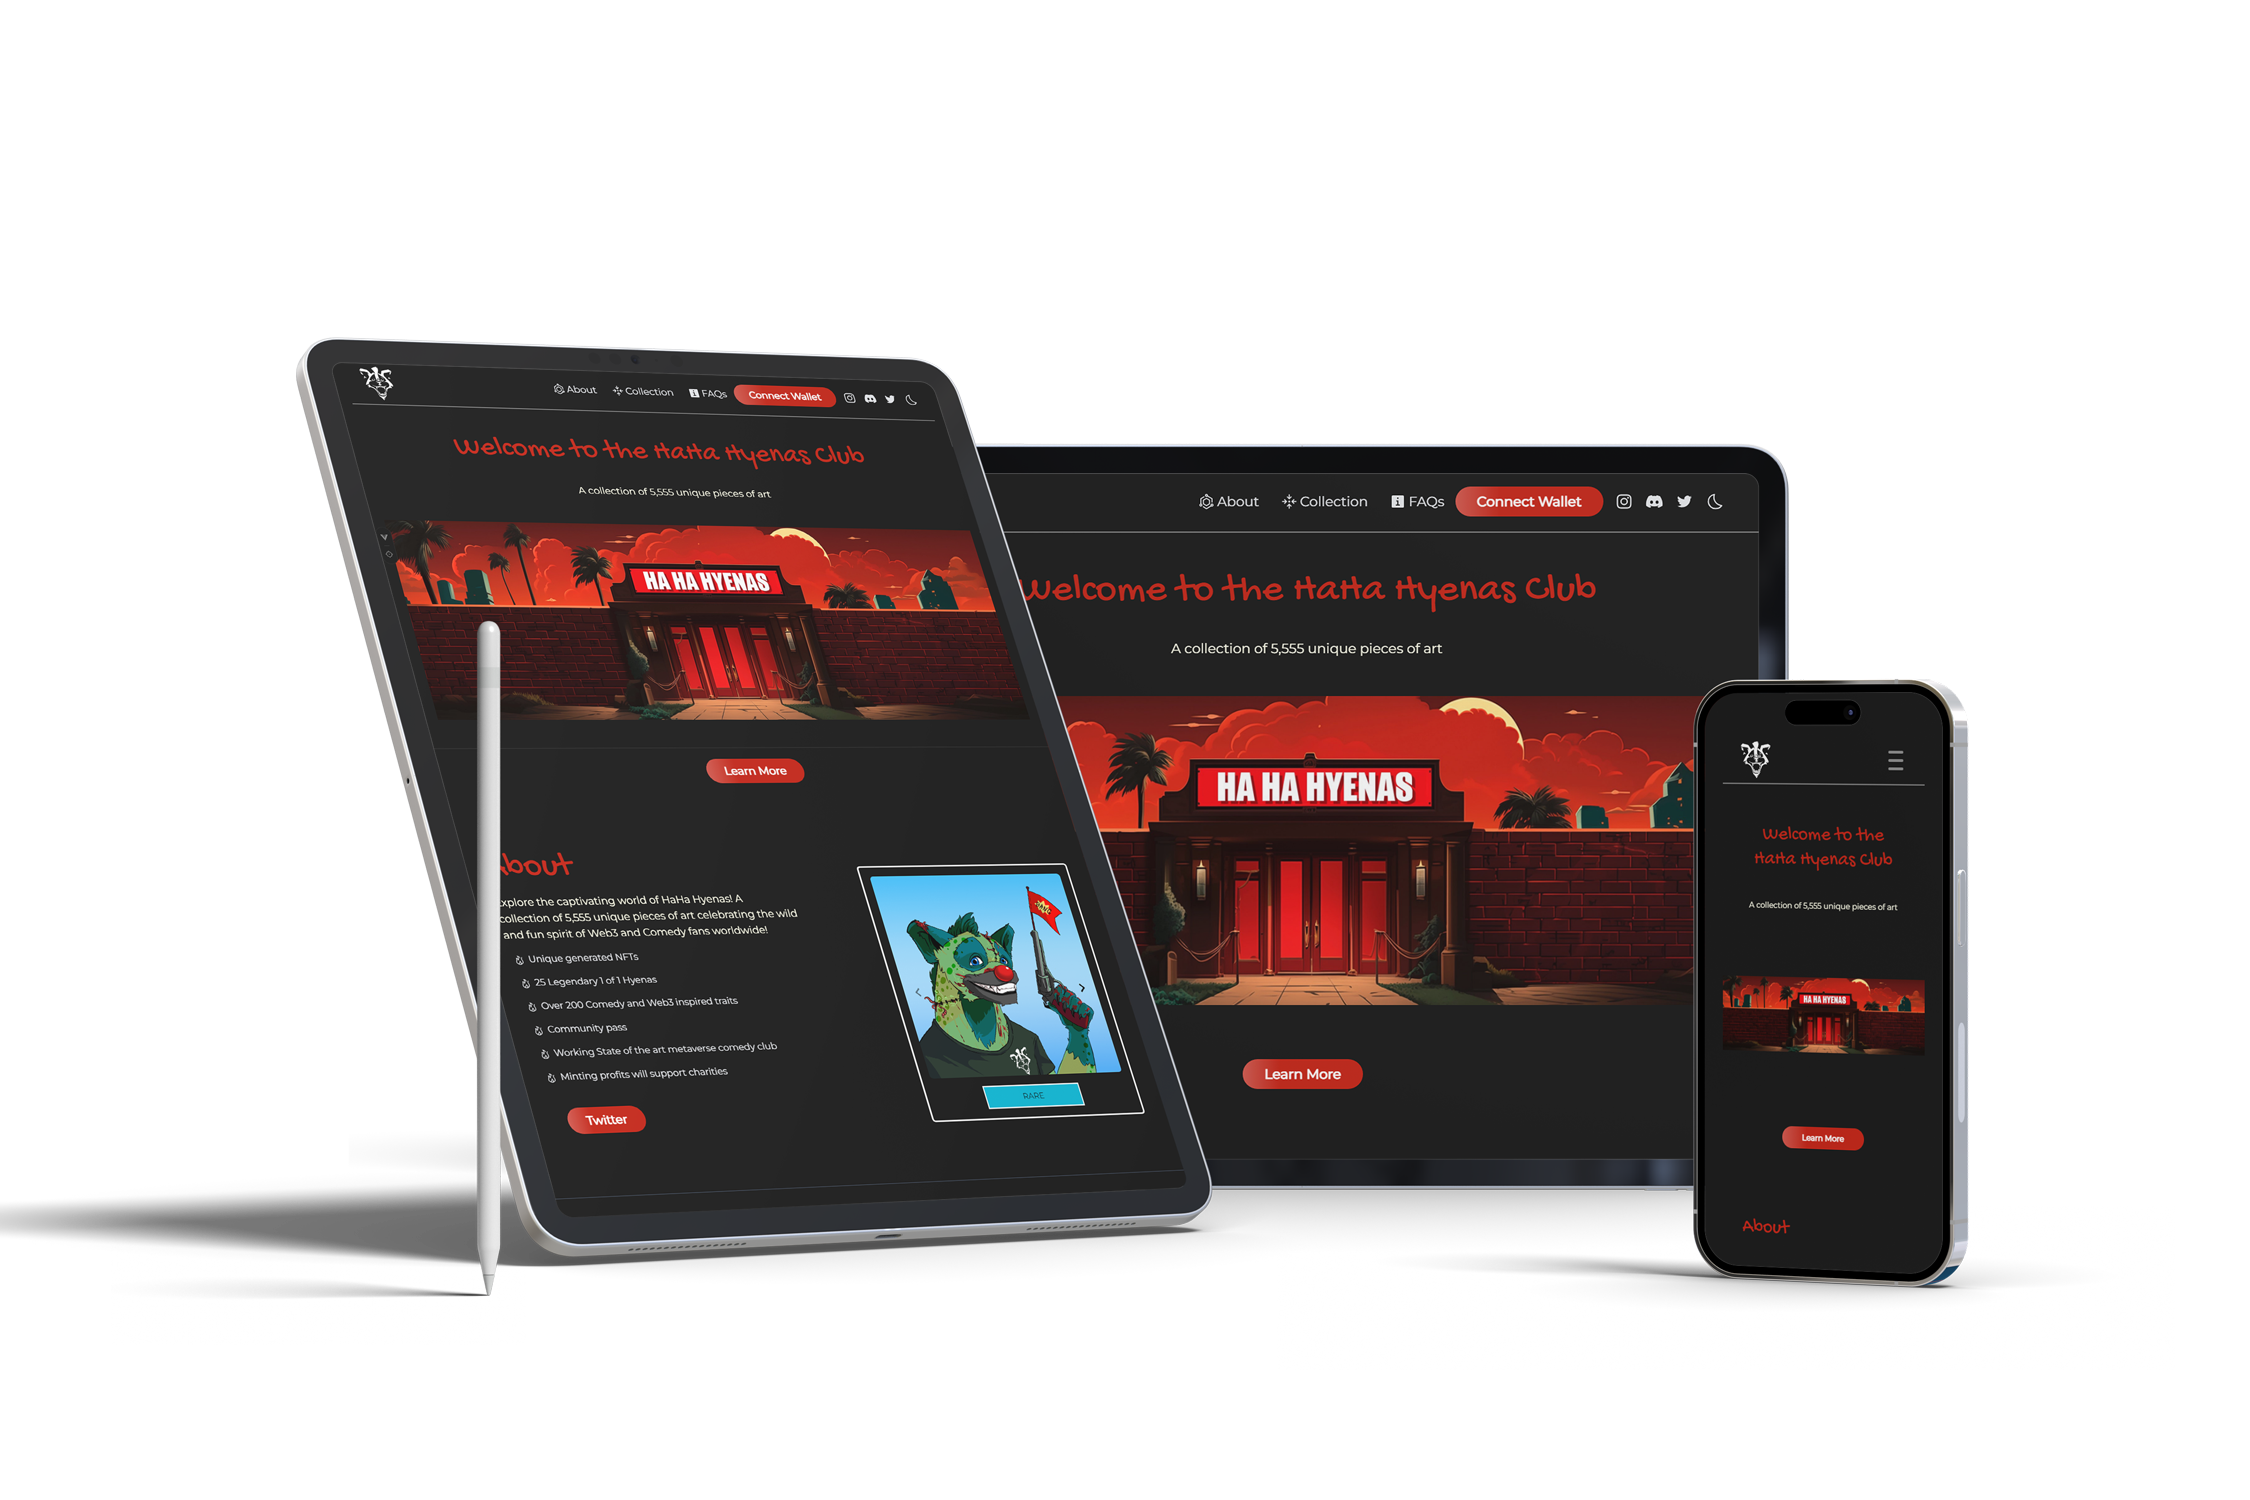 About
Collection
FAQs
Connect Wallet
Welcome to the HaHa Hyenas Club
A collection of 5,555 unique pieces of art
HA HA HYENAS
Learn More
About
xplore the captivating world of HaHa Hyenas! A
collection of 5,555 unique pieces of art celebrating the wild
and fun spirit of Web3 and Comedy fans worldwide!
Unique generated NFTs
25 Legendary 1 of 1 Hyenas
Over 200 Comedy and Web3 inspired traits
Community pass
Working State of the art metaverse comedy club
Minting profits will support charities
Twitter
RARE
About
Collection
FAQs
Connect Wallet
Welcome to the HaHa Hyenas Club
A collection of 5,555 unique pieces of art
HA HA HYENAS
Learn More
Welcome to the
HaHa Hyenas Club
A collection of 5,555 unique pieces of art
HA HA HYENAS
Learn More
About